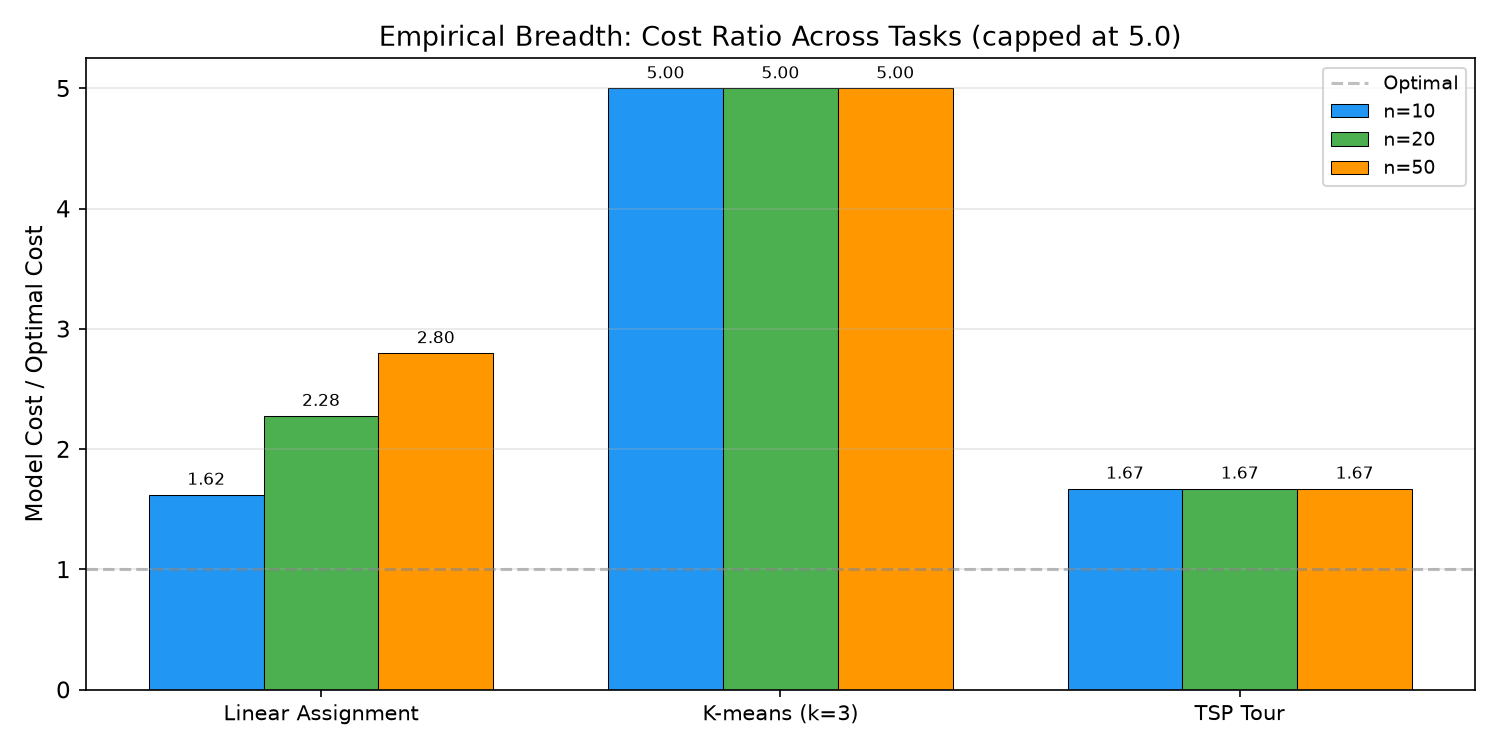 Empirical Breadth: Cost Ratio Across Tasks (capped at 5.0)
Model Cost / Optimal Cost
5
4
3
2
1
0
1.62
2.28
2.80
5.00
5.00
5.00
1.67
1.67
1.67
Optimal
n=10
n=20
n=50
Linear Assignment
K-means (k=3)
TSP Tour